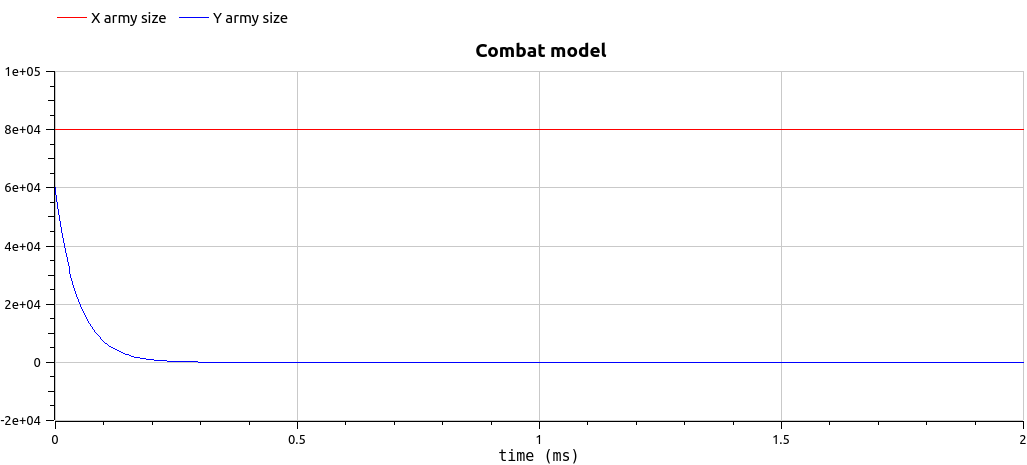 X army size Y army size
Combat model
1e+05
8e+04
6e+04
4e+04
2e+04
0
-2e+04
0 0.5 1 1.5 2
time (ms)